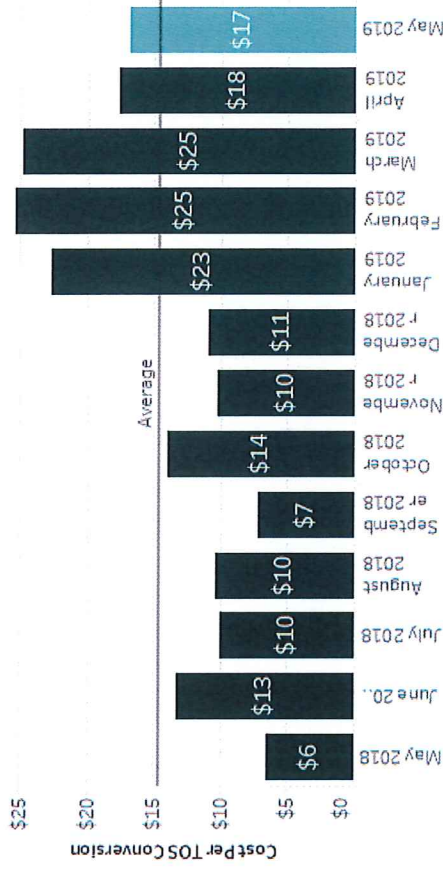 Cost Per TOS Conversion
$25
$20
$15
$10
$5
$0
Average
$6
$13
$10
$10
$7
$14
$10
$11
$23
$25
$25
$18
$17
May 2018
June 20..
July 2018
August
2018
Septemb
er 2018
October
2018
Novembe
r 2018
Decembe
r 2018
January
2019
February
2019
March
2019
April
2019
May 2019